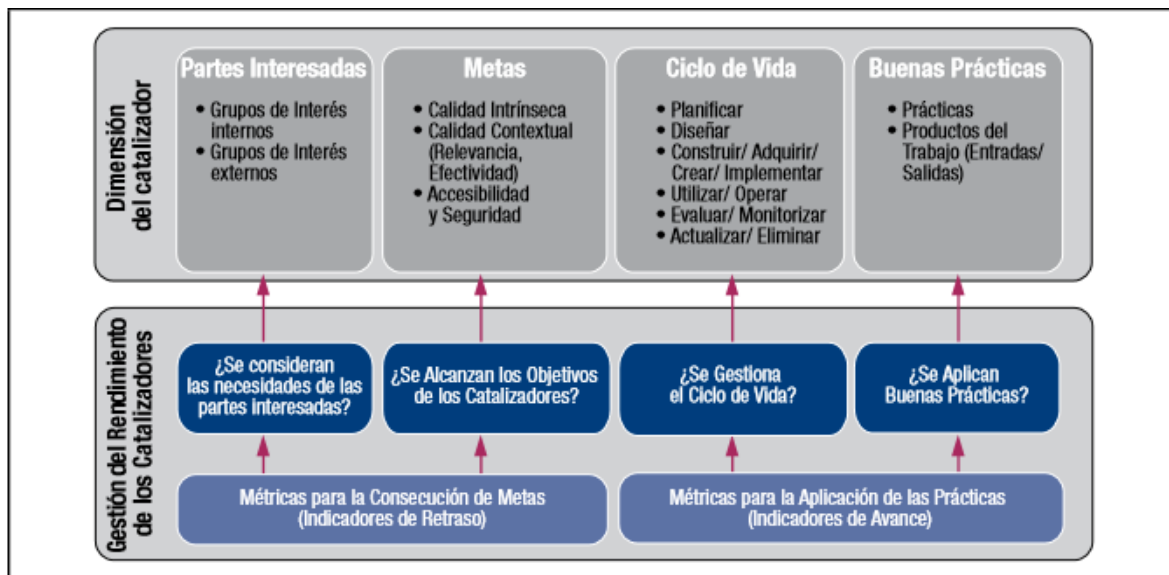 Dimensión
del catalizador
Partes Interesadas
• Grupos de Interés
internos
• Grupos de Interés
externos
Metas
• Calidad Intrínseca
• Calidad Contextual
(Relevancia,
Efectividad)
• Accesibilidad
y Seguridad
Ciclo de Vida
• Planificar
• Diseñar
• Construir/ Adquirir/
Crear/ Implementar
• Utilizar/ Operar
• Evaluar/ Monitorizar
• Actualizar/ Eliminar
Buenas Prácticas
• Prácticas
• Productos del
Trabajo (Entradas/
Salidas)
Gestión del Rendimiento
de los Catalizadores
¿Se consideran
las necesidades de las
partes interesadas?
¿Se Alcanzan los Objetivos
de los Catalizadores?
¿Se Gestiona
el Ciclo de Vida?
¿Se Aplican
Buenas Prácticas?
Métricas para la Consecución de Metas
(Indicadores de Retraso)
Métricas para la Aplicación de las Prácticas
(Indicadores de Avance)